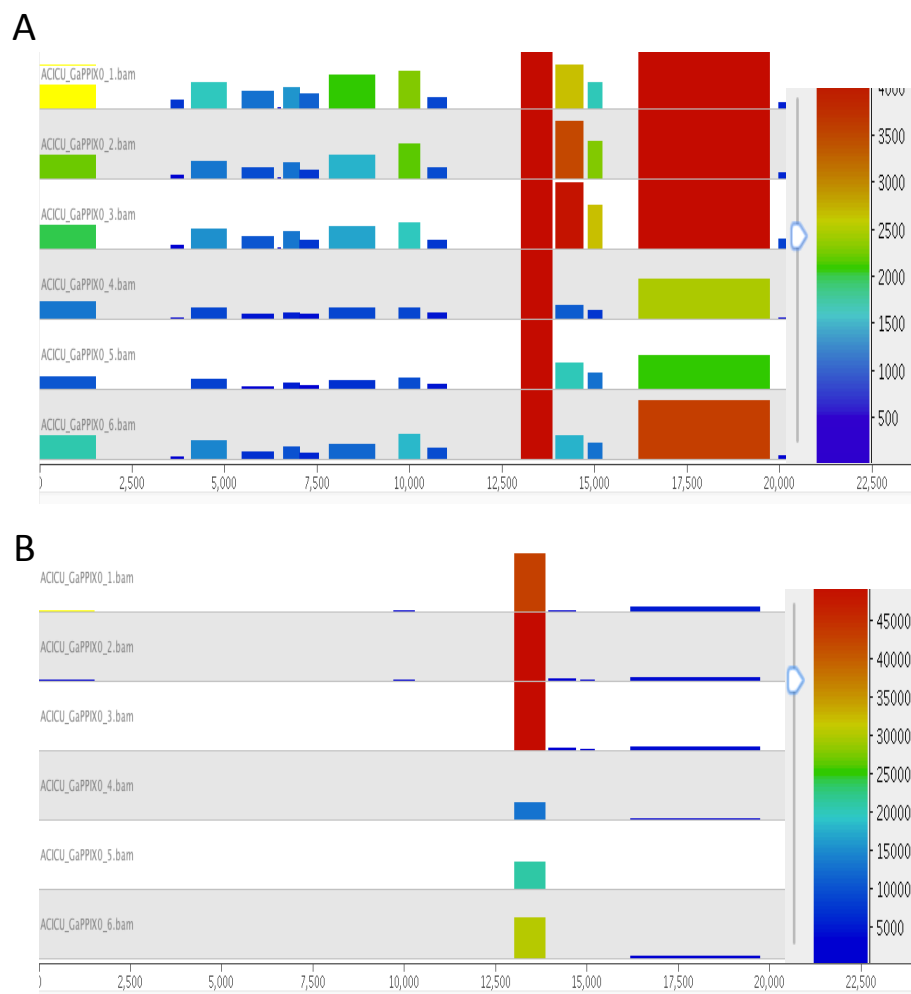 A
ACICU_GaPPIX0_1.bam
ACICU_GaPPIX0_2.bam
ACICU_GaPPIX0_3.bam
ACICU_GaPPIX0_4.bam
ACICU_GaPPIX0_5.bam
ACICU_GaPPIX0_6.bam
4000
3500
3000
2500
2000
1500
1000
500
2,500 5,000 7,500 10,000 12,500 15,000 17,500 20,000 22,500
B
ACICU_GaPPIX0_1.bam
ACICU_GaPPIX0_2.bam
ACICU_GaPPIX0_3.bam
ACICU_GaPPIX0_4.bam
ACICU_GaPPIX0_5.bam
ACICU_GaPPIX0_6.bam
45000
40000
35000
30000
25000
20000
15000
10000
5000
2,500 5,000 7,500 10,000 12,500 15,000 17,500 20,000 22,500